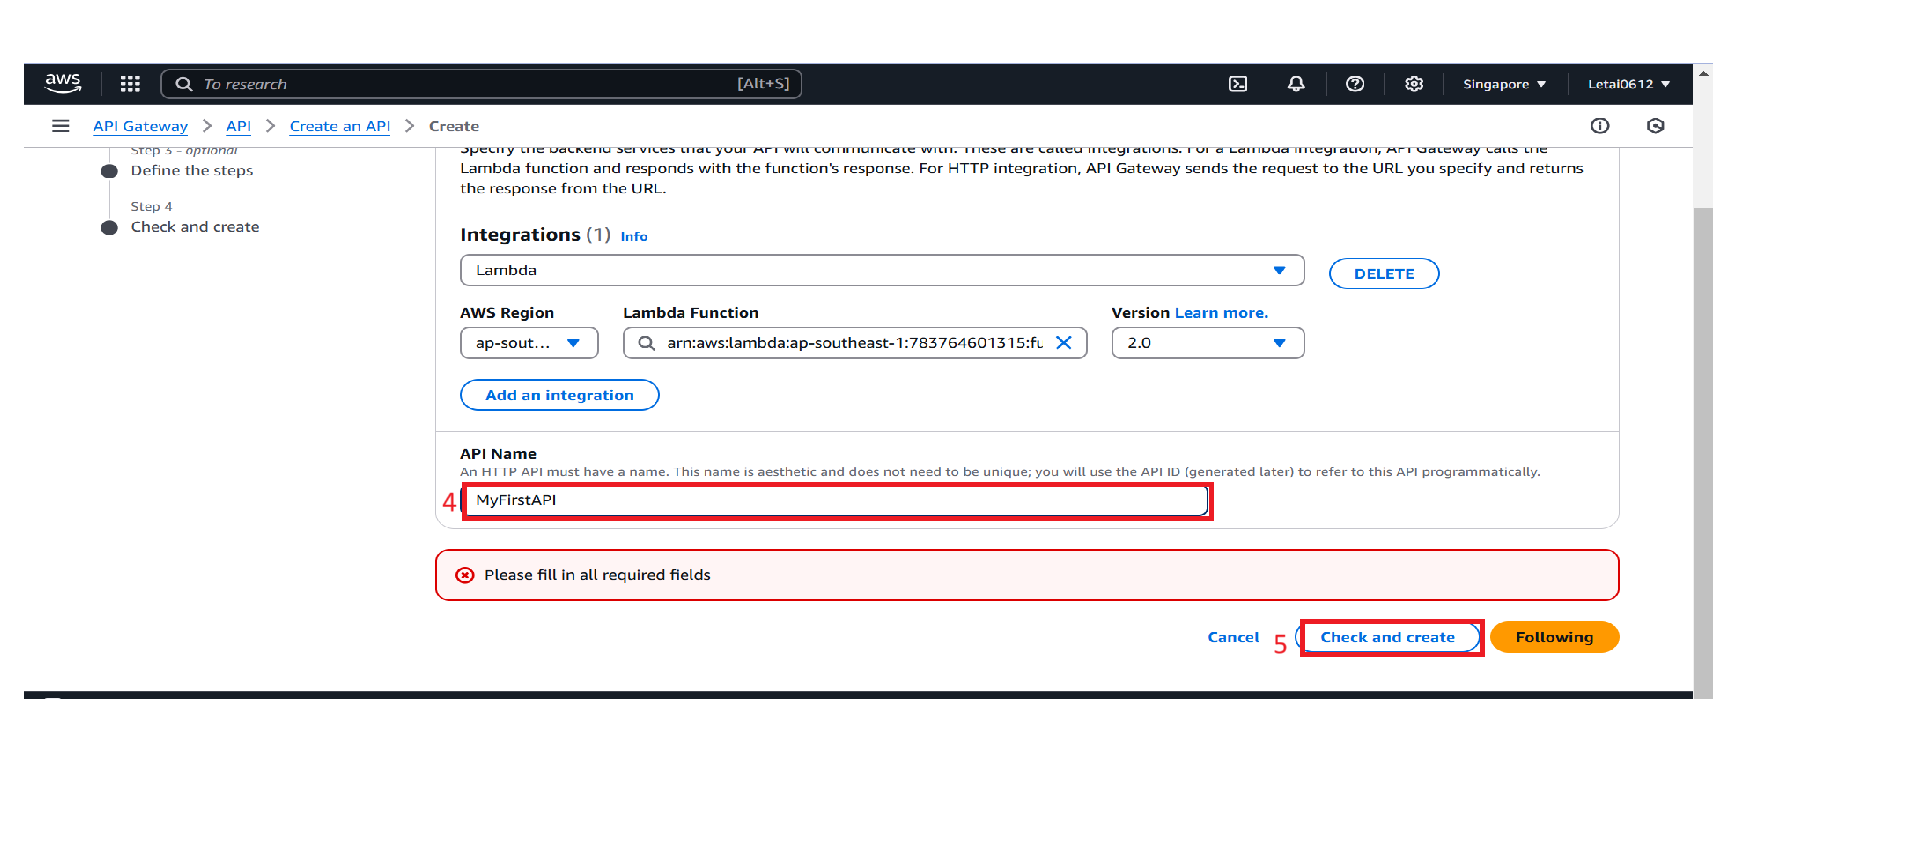 aws
To research [Alt+S]
Singapore
Letai0612
API Gateway > API > Create an API > Create
Step 3 - optional
Define the steps
Step 4
Check and create
Specify the backend services that your API will communicate with. These are called integrations. For a Lambda integration, API Gateway calls the
Lambda function and responds with the function's response. For HTTP integration, API Gateway sends the request to the URL you specify and returns
the response from the URL.
Integrations (1) Info
Lambda
DELETE
AWS Region
Lambda Function
Version Learn more.
ap-sout...
arn:aws:lambda:ap-southeast-1:783764601315:fu
2.0
Add an integration
API Name
An HTTP API must have a name. This name is aesthetic and does not need to be unique; you will use the API ID (generated later) to refer to this API programmatically.
4
MyFirstAPI
Please fill in all required fields
Cancel
5
Check and create
Following